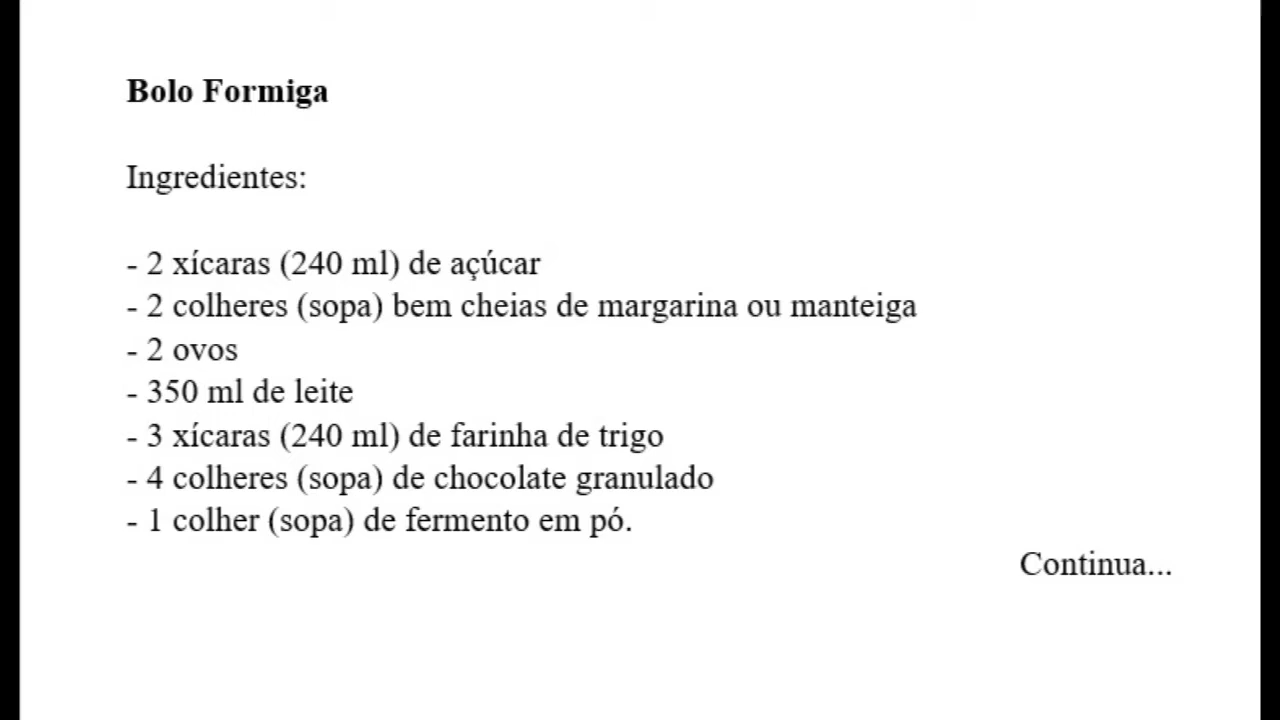 Bolo Formiga
Ingredientes:
- 2 xícaras (240 ml) de açúcar
- 2 colheres (sopa) bem cheias de margarina ou manteiga
- 2 ovos
- 350 ml de leite
- 3 xícaras (240 ml) de farinha de trigo
- 4 colheres (sopa) de chocolate granulado
- 1 colher (sopa) de fermento em pó.
Continua...